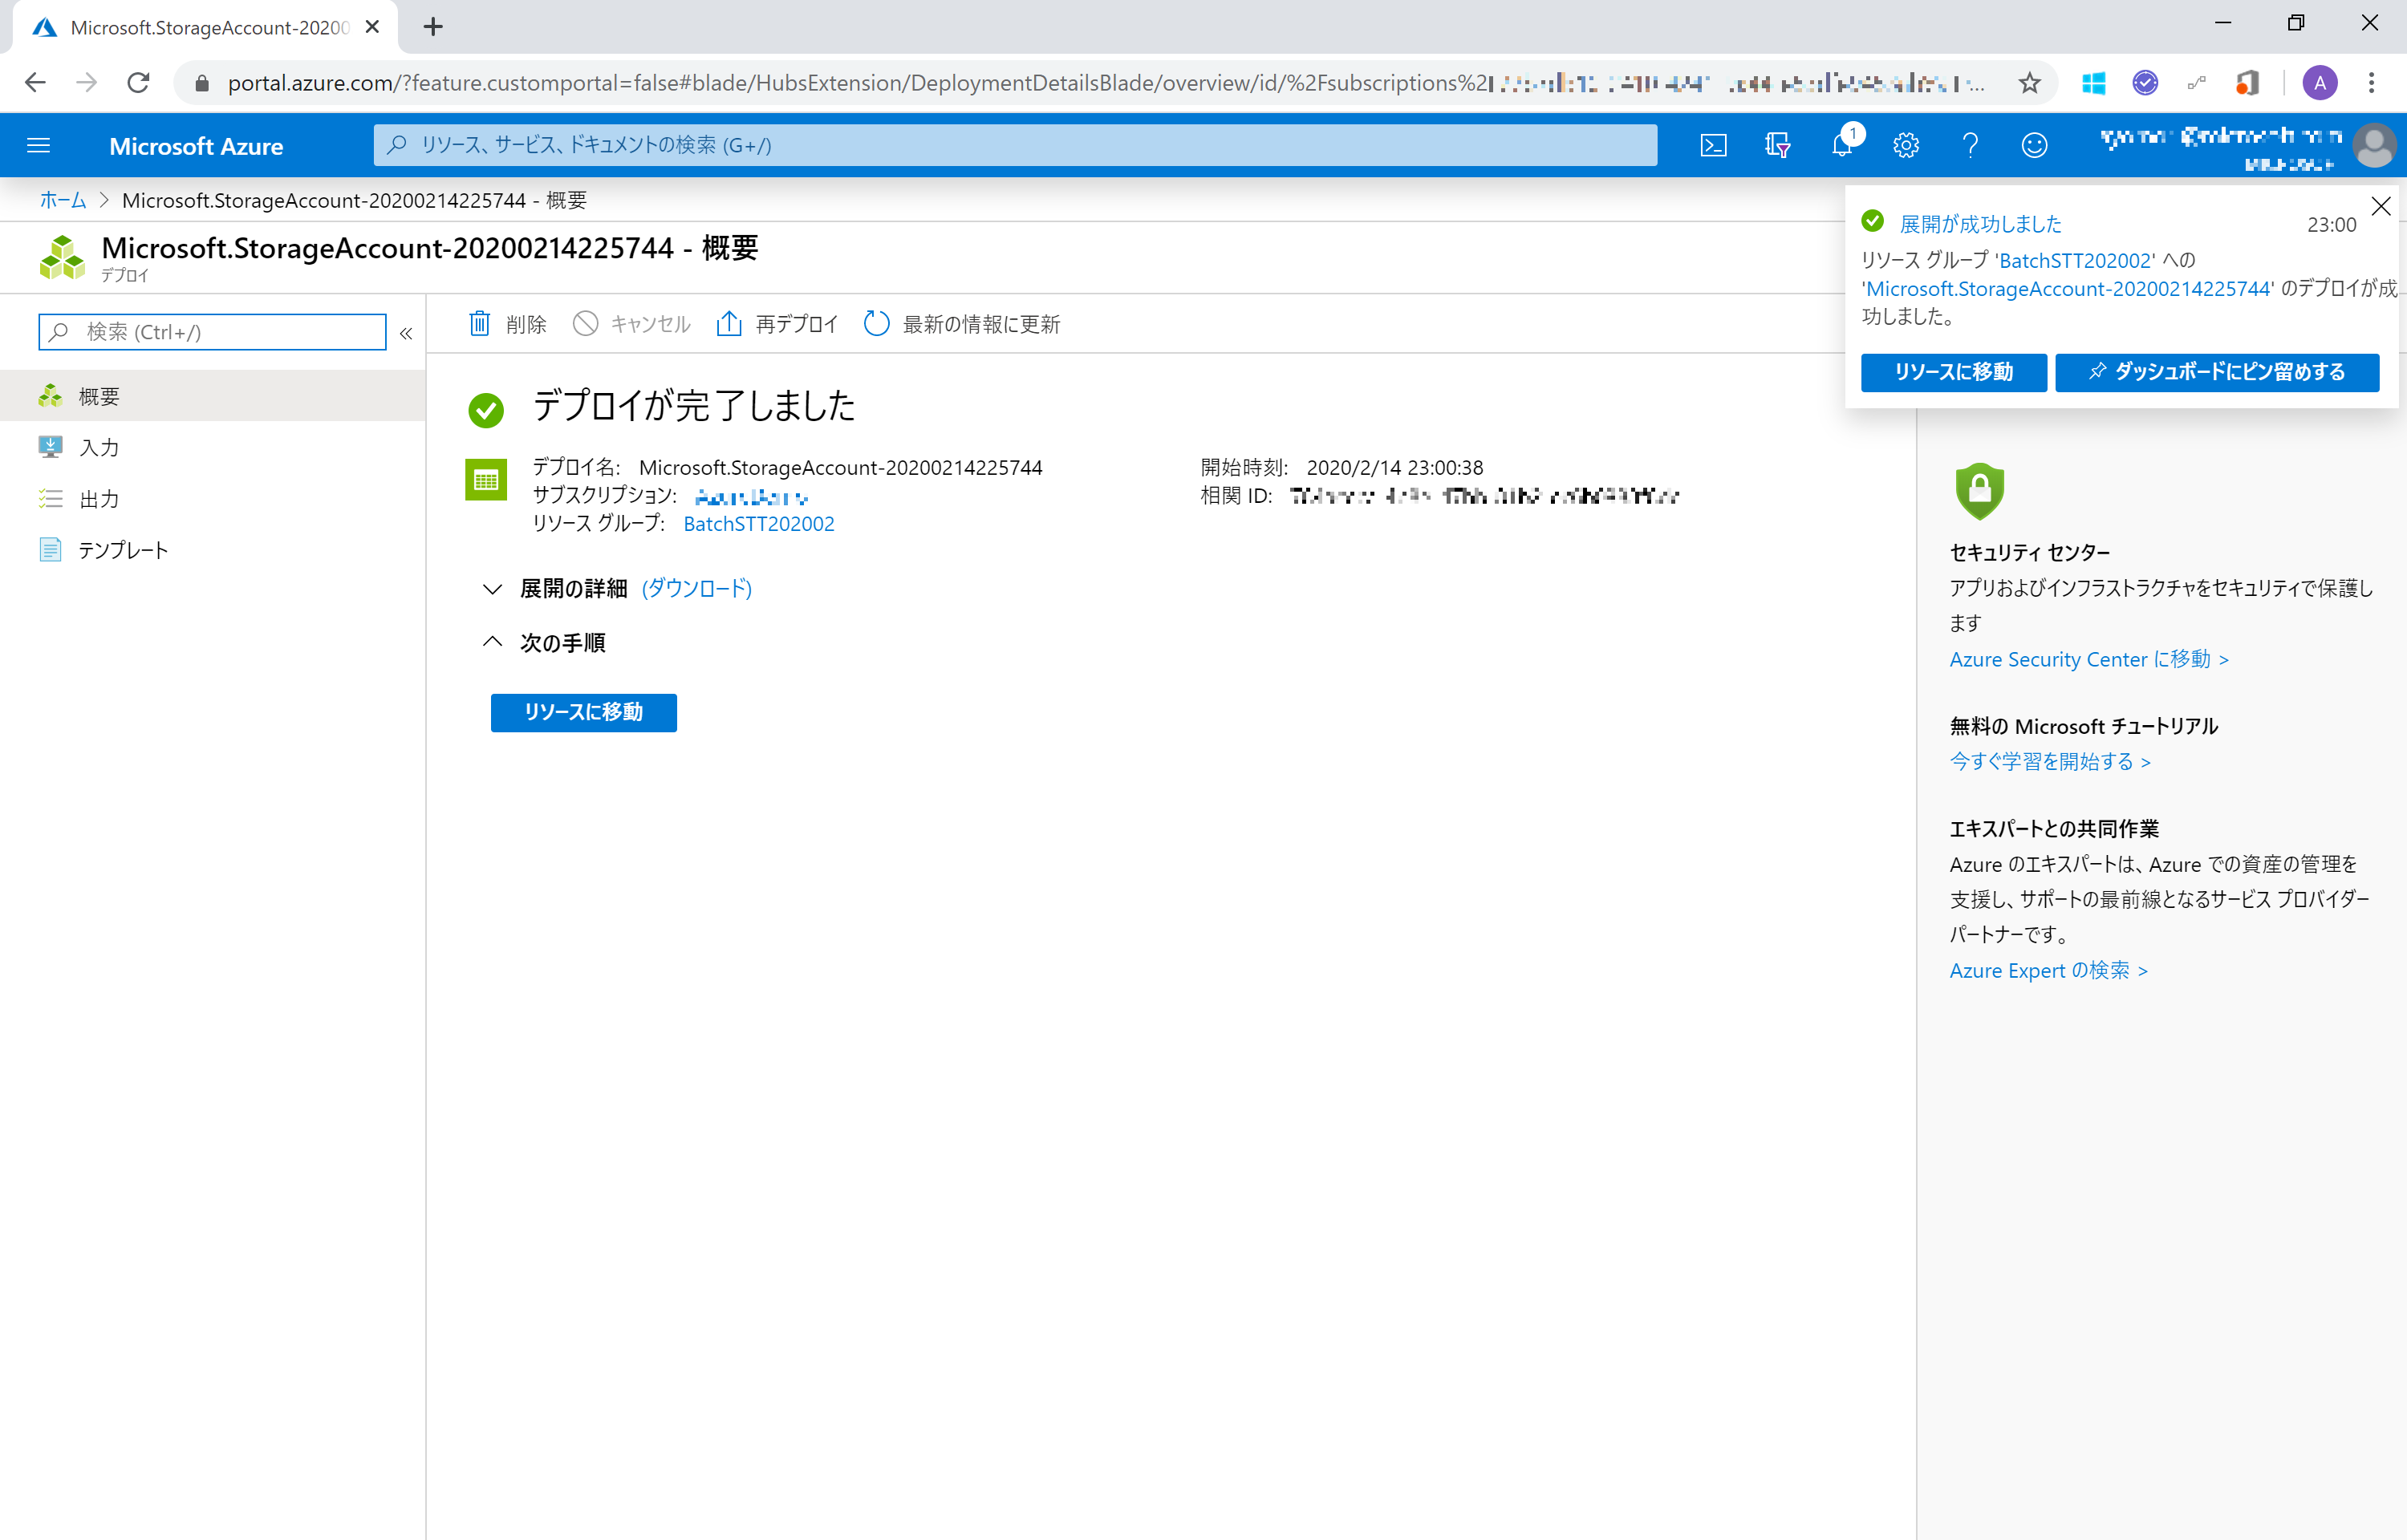 Microsoft.StorageAccount-20200
portal.azure.com/?feature.customportal=false#blade/HubsExtension/DeploymentDetailsBlade/overview/id/%2Fsubscriptions%2
A
Microsoft Azure
リソース、サービス、ドキュメントの検索 (G+/)
1
ホーム > Microsoft.StorageAccount-20200214225744 - 概要
Microsoft.StorageAccount-20200214225744 - 概要
デプロイ
検索 (Ctrl+/)
«
概要
入力
出力
テンプレート
削除
キャンセル
再デプロイ
最新の情報に更新
デプロイが完了しました
デプロイ名: Microsoft.StorageAccount-20200214225744
サブスクリプション:
リソース グループ: BatchSTT202002
開始時刻: 2020/2/14 23:00:38
相関 ID:
展開の詳細 (ダウンロード)
次の手順
リソースに移動
展開が成功しました
23:00
リソース グループ 'BatchSTT202002' への
'Microsoft.StorageAccount-20200214225744' のデプロイが成
功しました。
リソースに移動
ダッシュボードにピン留めする
セキュリティ センター
アプリおよびインフラストラクチャをセキュリティで保護し
ます
Azure Security Center に移動 >
無料の Microsoft チュートリアル
今すぐ学習を開始する >
エキスパートとの共同作業
Azure のエキスパートは、Azure での資産の管理を
支援し、サポートの最前線となるサービス プロバイダー
パートナーです。
Azure Expert の検索 >